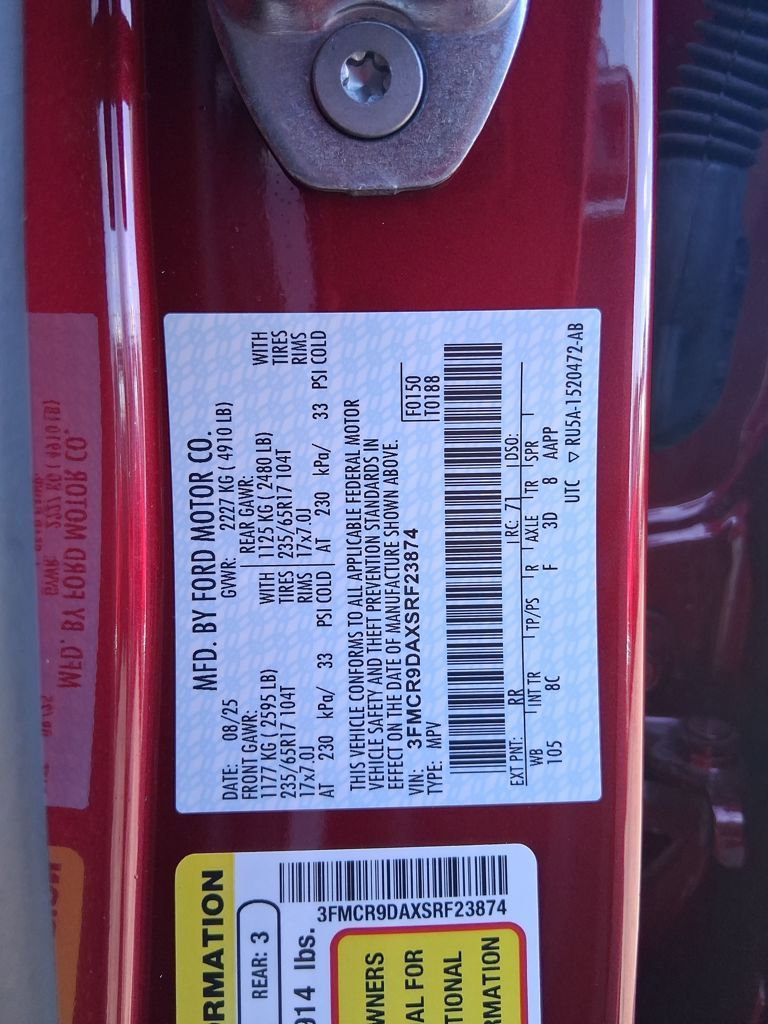 MFD. BY FORD MOTOR CO.
DATE: 08/25 GVWR: 2227 KG ( 4910 LB)
FRONT GAWR: REAR GAWR:
1177 KG ( 2595 LB) WITH 1125 KG ( 2480 LB) WITH
235/65R17 104T TIRES 235/65R17 104T TIRES
17x7.0J RIMS 17x7.0J RIMS
AT 230 kPa/ 33 PSI COLD AT 230 kPa/ 33 PSI COLD
THIS VEHICLE CONFORMS TO ALL APPLICABLE FEDERAL MOTOR
VEHICLE SAFETY AND THEFT PREVENTION STANDARDS IN
EFFECT ON THE DATE OF MANUFACTURE SHOWN ABOVE.
VIN: 3FMCR9DAXSRF23874 F0150
TYPE: MPV T0188
EXT PNT: RR RC: 71 DSO:
WB INT TR TP/PS R AXLE TR SPR
105 8C F 3D 8 AAPP
UTC ▽ RU5A-1520472-AB
RMATION
REAR: 3
914 lbs.
3FMCR9DAXSRF23874
WNERS
AL FOR
TIONAL
RMATION